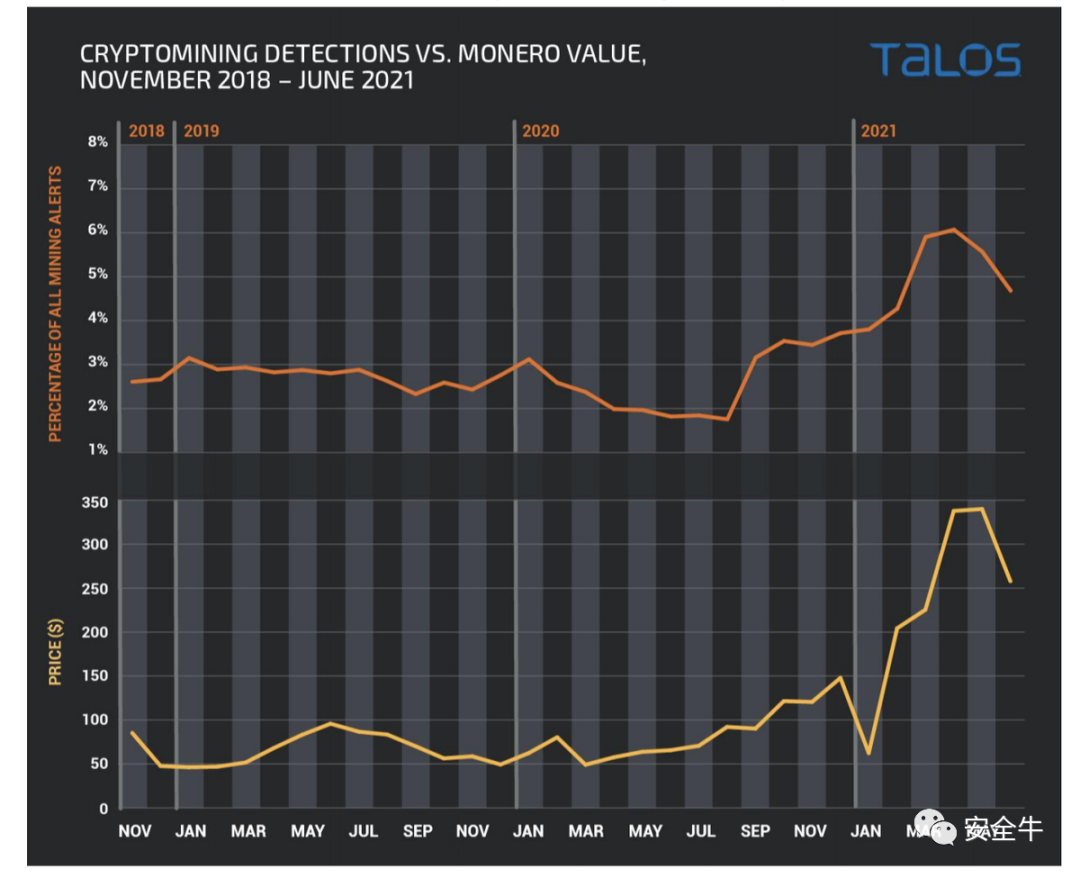 CRYPTOMINING DETECTIONS VS. MONERO VALUE,
NOVEMBER 2018 – JUNE 2021
TaLOS
2018 2019 2020 2021
PERCENTAGE OF ALL MINING ALERTS
8%
7%
6%
5%
4%
3%
2%
1%
PRICE ($)
350
300
250
200
150
100
50
0
NOV JAN MAR MAY JUL SEP NOV JAN MAR MAY JUL SEP NOV JAN MAR MAY
安全牛